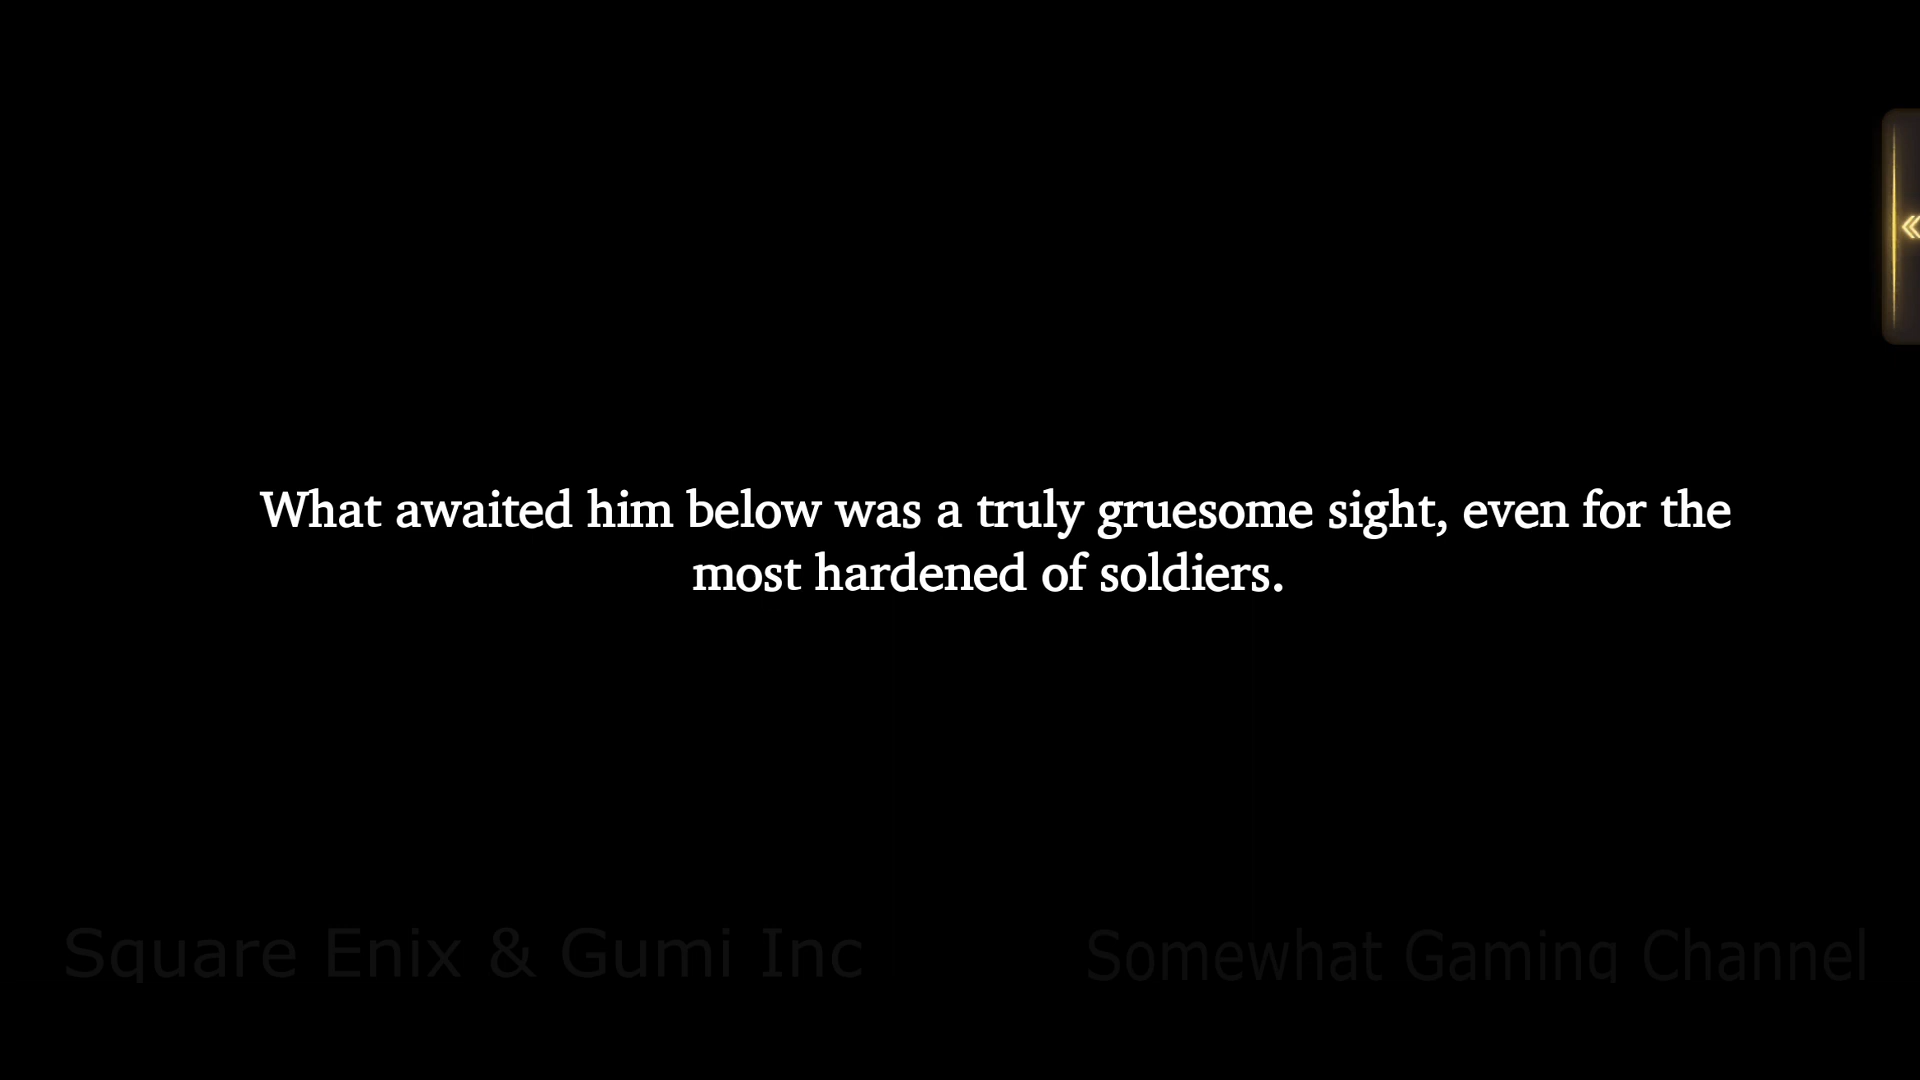 What awaited him below was a truly gruesome sight, even for the
most hardened of soldiers.
Square Enix & Gumi Inc
Somewhat Gaming Channel